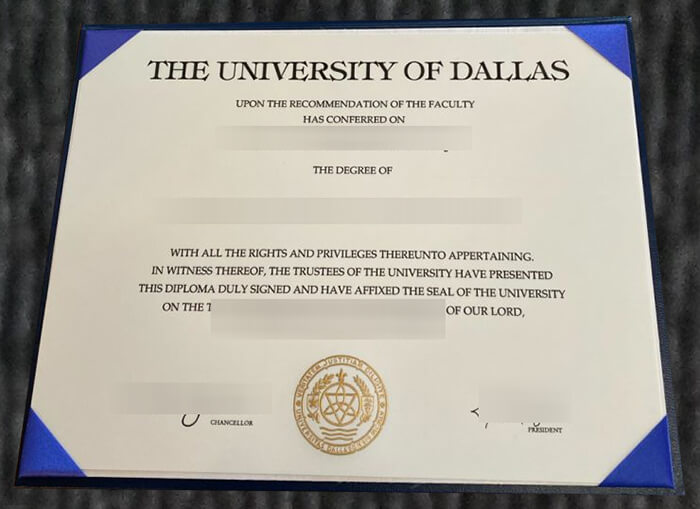 THE UNIVERSITY OF DALLAS
UPON THE RECOMMENDATION OF THE FACULTY
HAS CONFERRED ON
THE DEGREE OF
WITH ALL THE RIGHTS AND PRIVILEGES THEREUNTO APPERTAINING.
IN WITNESS THEREOF, THE TRUSTEES OF THE UNIVERSITY HAVE PRESENTED
THIS DIPLOMA DULY SIGNED AND HAVE AFFIXED THE SEAL OF THE UNIVERSITY
ON THE OF OUR LORD,
CHANCELLOR
PRESIDENT